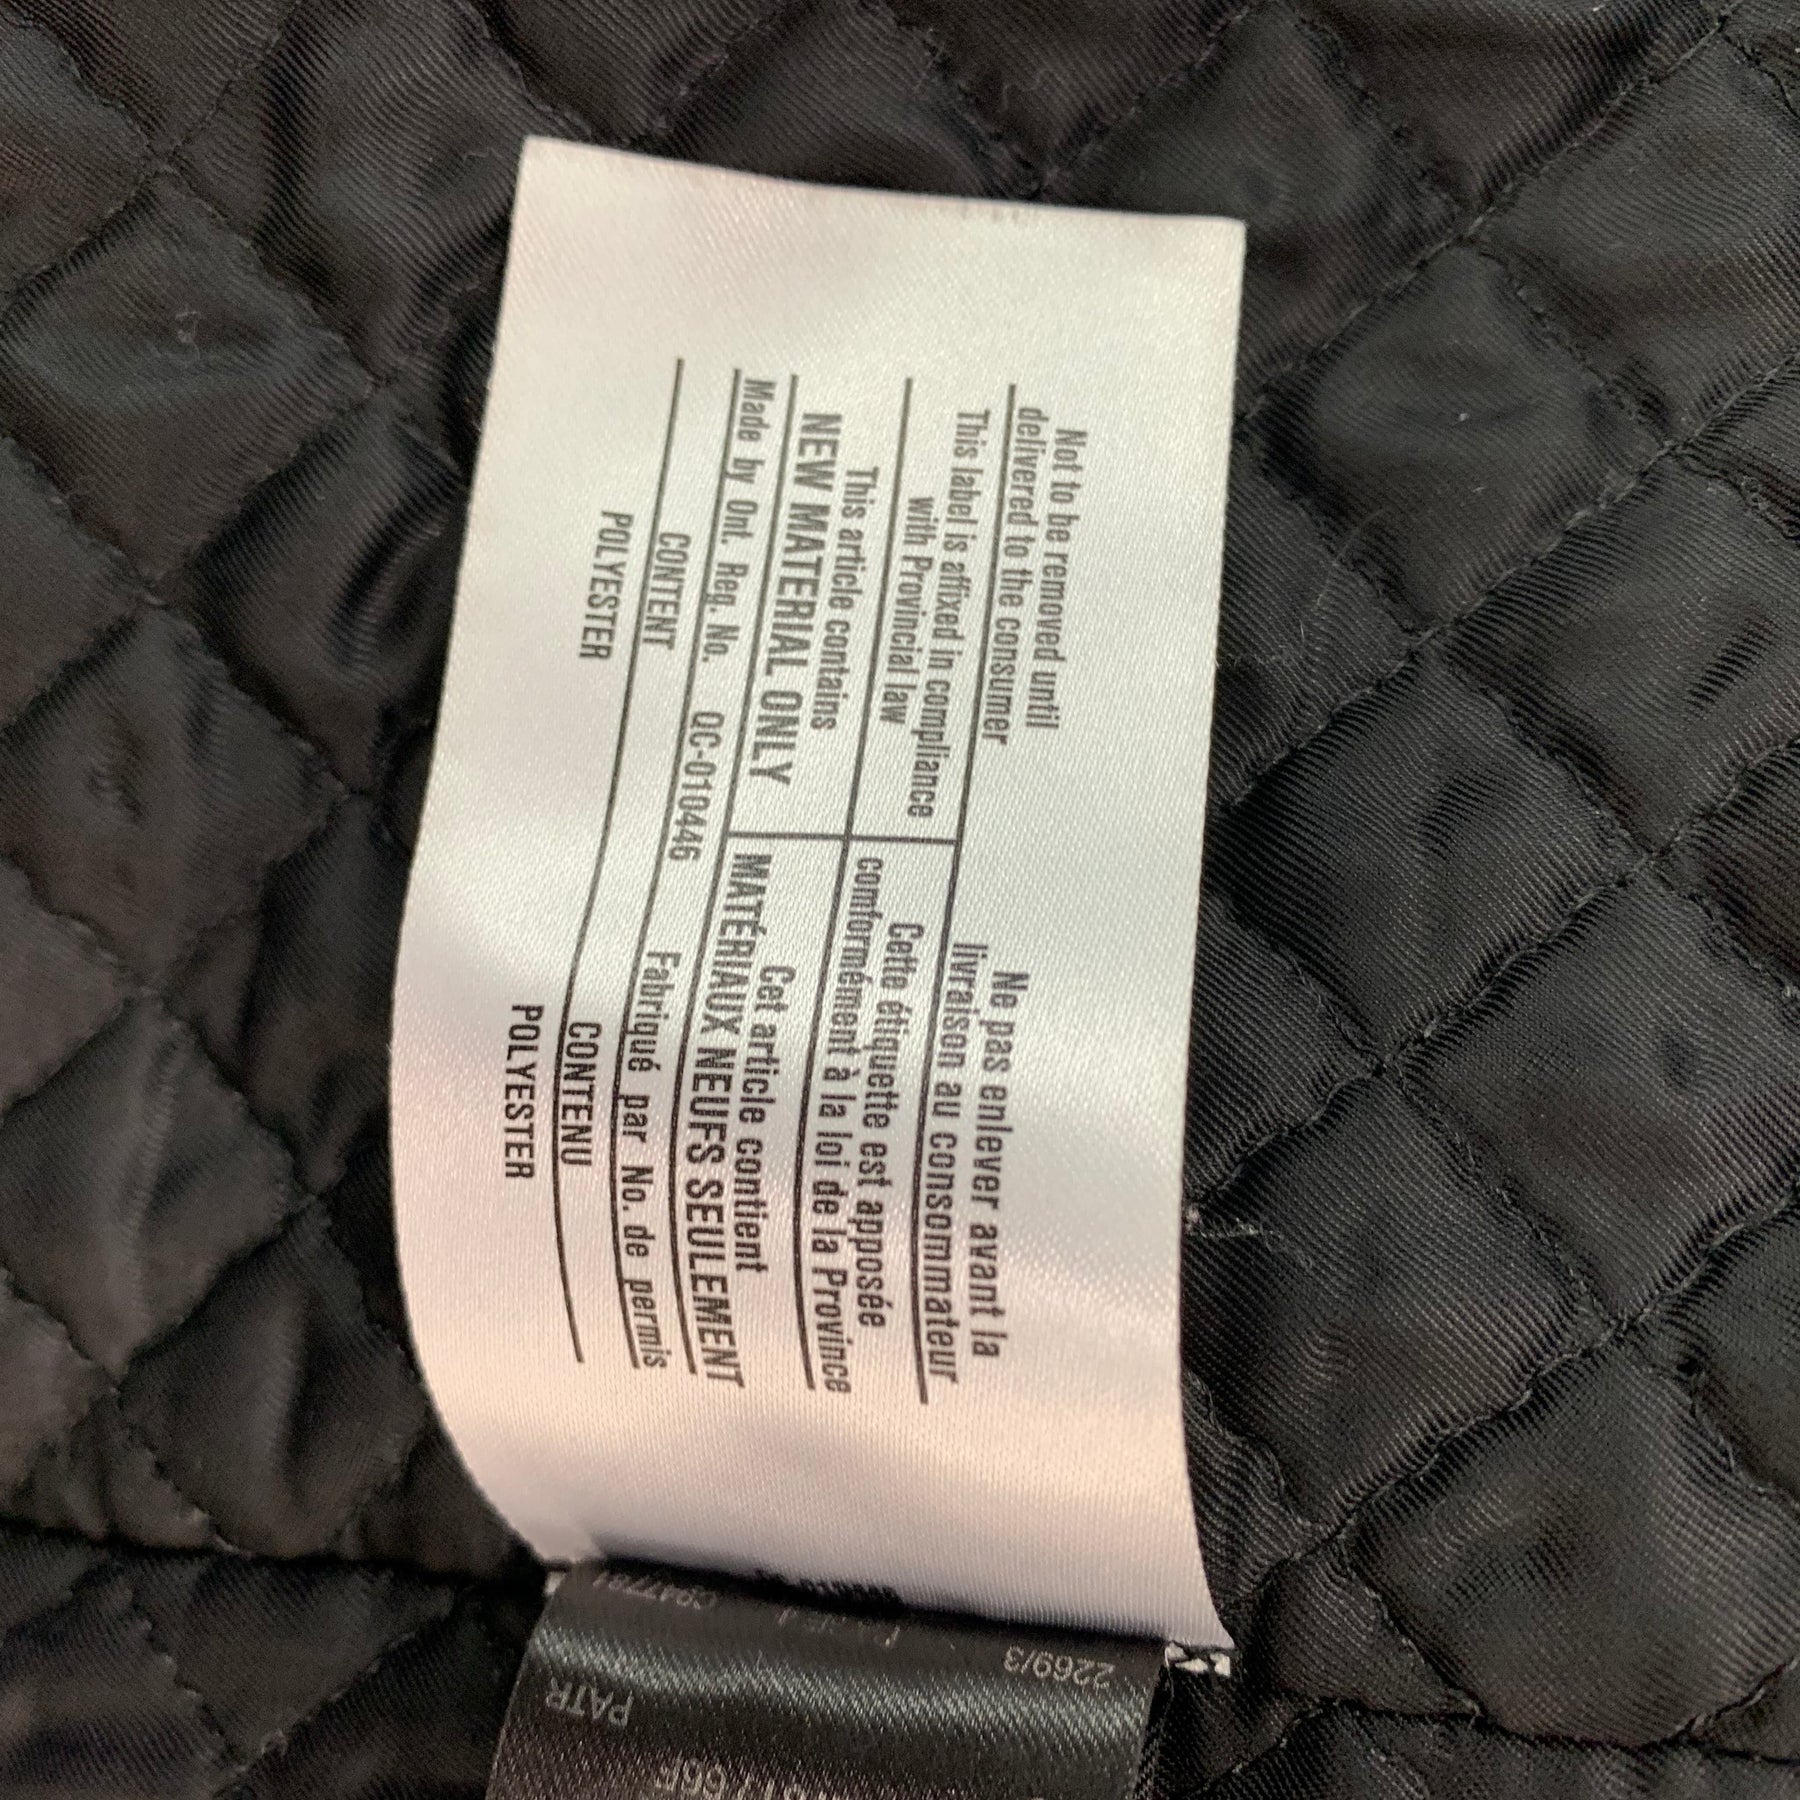 Not to be removed until
delivered to the consumer
This label is affixed in compliance
with Provincial law
This article contains
NEW MATERIAL ONLY
Made by Ont. Reg. No. QC-010446
CONTENT
POLYESTER
Ne pas enlever avant la
livraison au consommateur
Cette étiquette est apposée
comformément à la loi de la Province
Cet article contient
MATÉRIAUX NEUFS SEULEMENT
Fabriqué par No. de permis
CONTENU
POLYESTER
2269/3
PATR